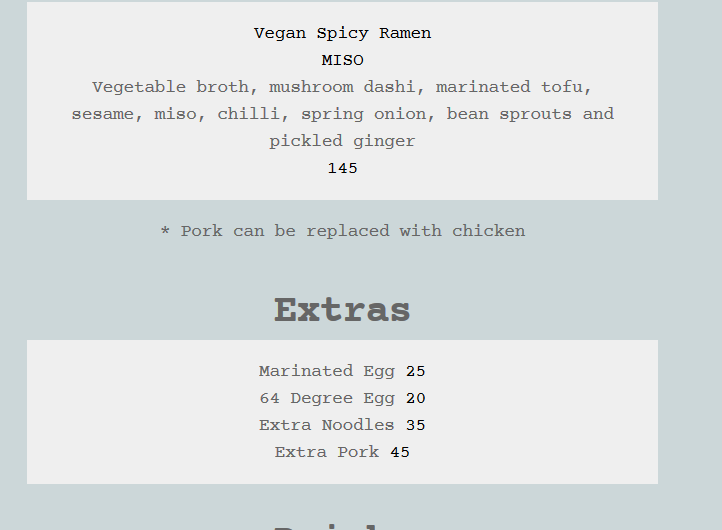 Vegan Spicy Ramen
MISO
Vegetable broth, mushroom dashi, marinated tofu,
sesame, miso, chilli, spring onion, bean sprouts and
pickled ginger
145
* Pork can be replaced with chicken
Extras
Marinated Egg 25
64 Degree Egg 20
Extra Noodles 35
Extra Pork 45